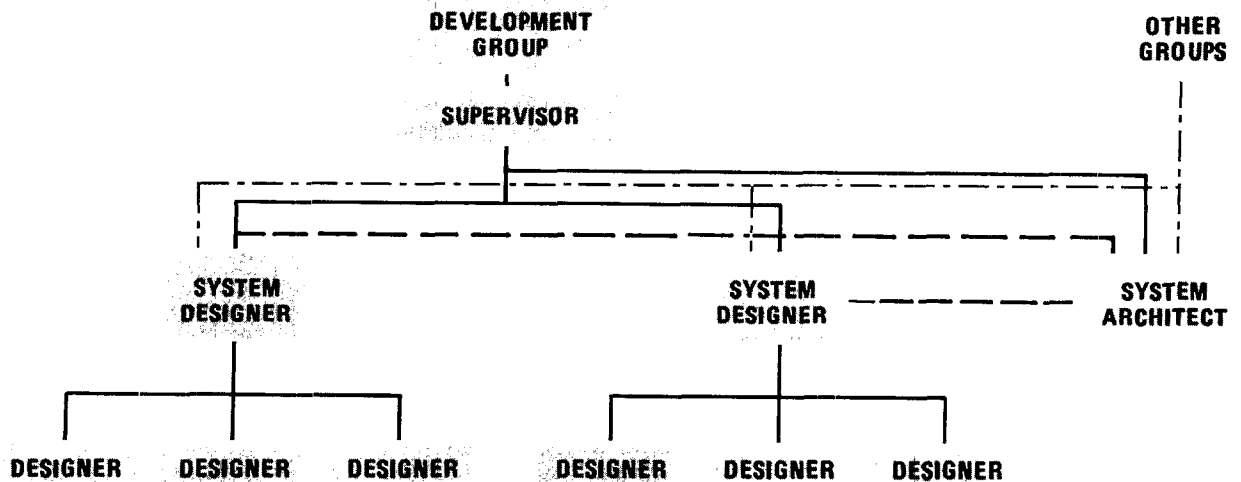 DEVELOPMENT
GROUP
OTHER
GROUPS
SUPERVISOR
SYSTEM
DESIGNER
SYSTEM
DESIGNER
SYSTEM
ARCHITECT
DESIGNER DESIGNER DESIGNER DESIGNER DESIGNER DESIGNER